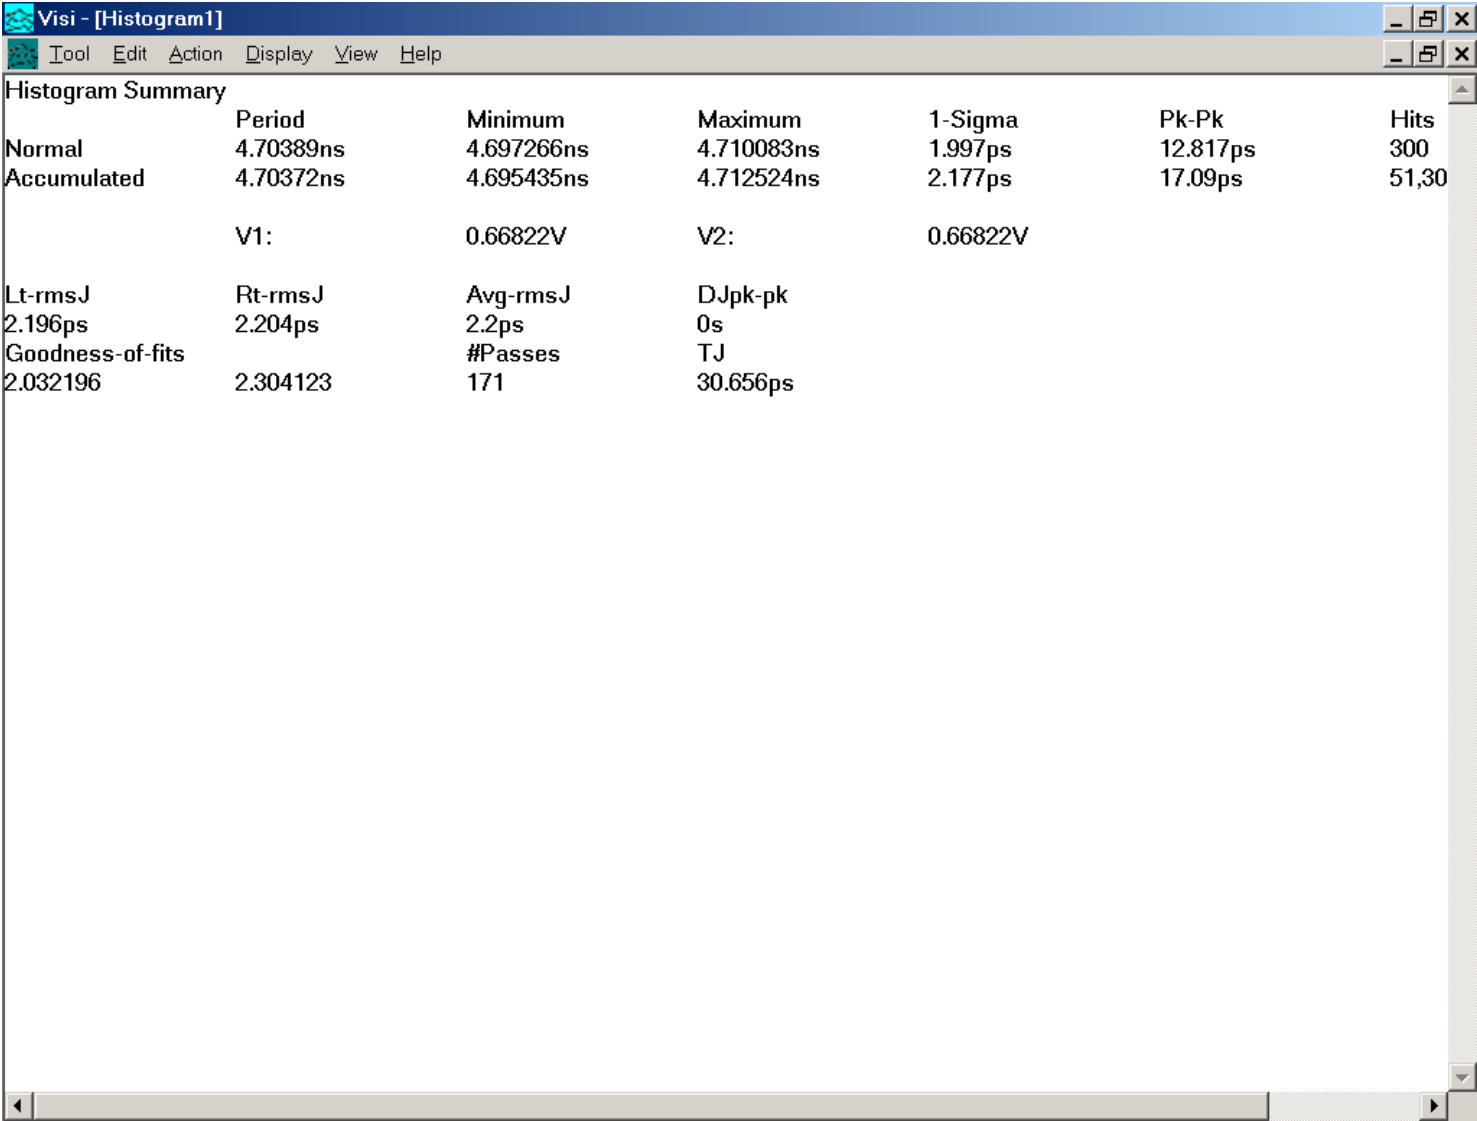 Visi - [Histogram1]
Tool Edit Action Display View Help
Histogram Summary
Period Minimum Maximum 1-Sigma Pk-Pk Hits
Normal 4.70389ns 4.697266ns 4.710083ns 1.997ps 12.817ps 300
Accumulated 4.70372ns 4.695435ns 4.712524ns 2.177ps 17.09ps 51,30
V1: 0.66822V V2: 0.66822V
Lt-rmsJ Rt-rmsJ Avg-rmsJ DJpk-pk
2.196ps 2.204ps 2.2ps 0s
Goodness-of-fits #Passes TJ
2.032196 2.304123 171 30.656ps